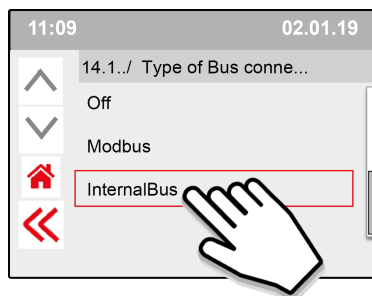 11:09 02.01.19
14.1../ Type of Bus conne...
Off
Modbus
InternalBus